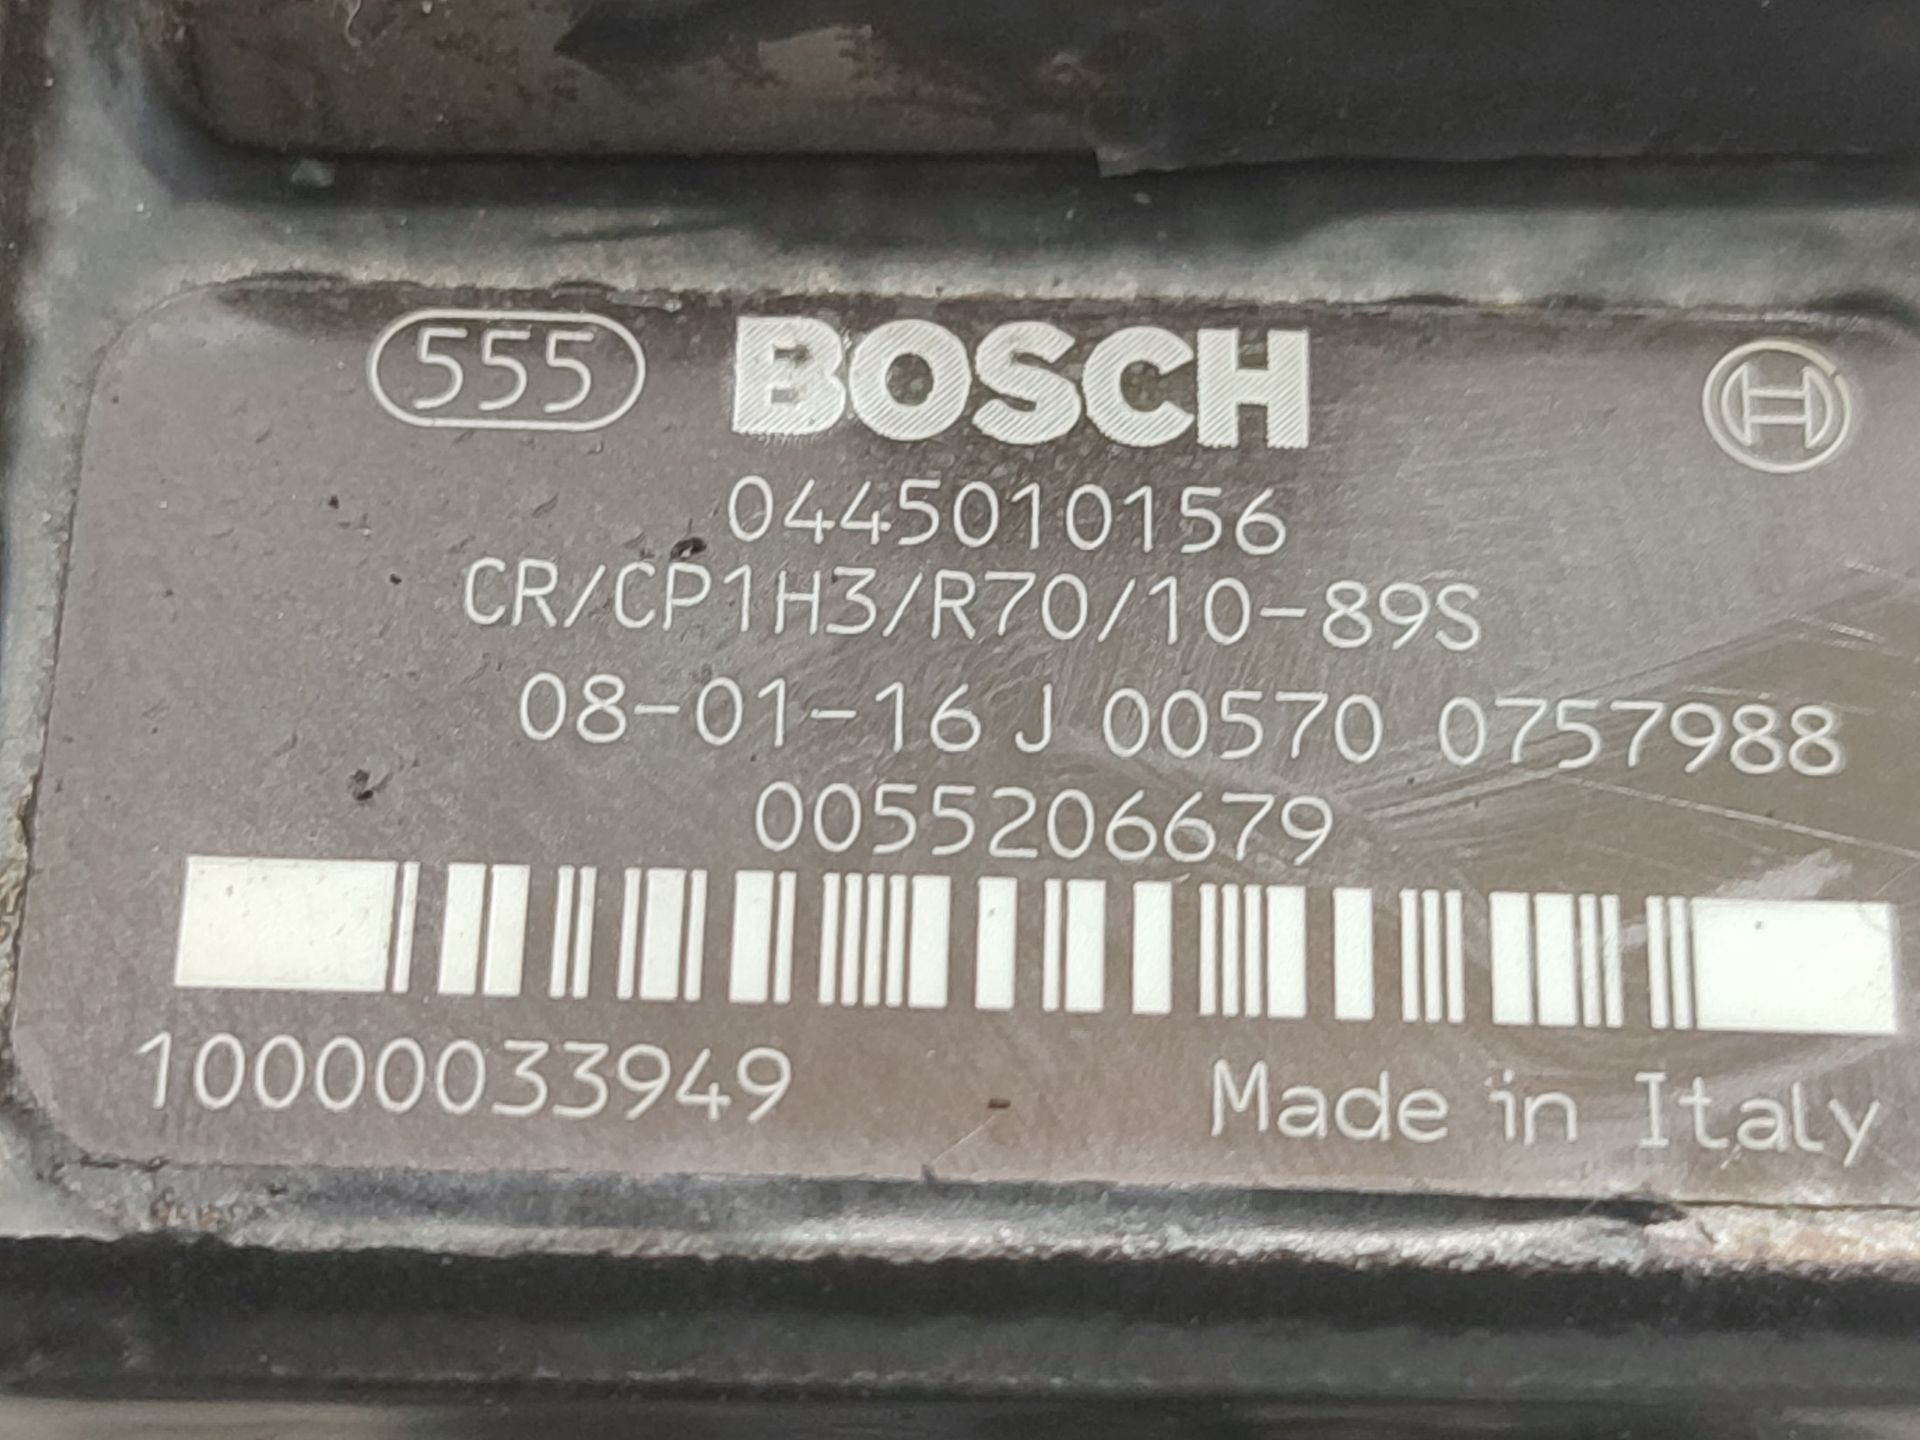 555 BOSCH
0445010156
CR/CP1H3/R70/10-89S
08-01-16 J 00570 0757988
0055206679
10000033949 Made in Italy